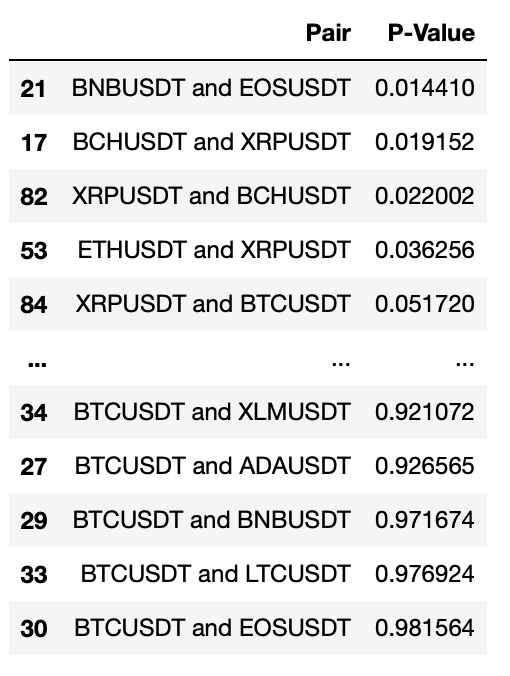 Pair P-Value
21 BNBUSDT and EOSUSDT 0.014410
17 BCHUSDT and XRPUSDT 0.019152
82 XRPUSDT and BCHUSDT 0.022002
53 ETHUSDT and XRPUSDT 0.036256
84 XRPUSDT and BTCUSDT 0.051720
... ... ...
34 BTCUSDT and XLMUSDT 0.921072
27 BTCUSDT and ADAUSDT 0.926565
29 BTCUSDT and BNBUSDT 0.971674
33 BTCUSDT and LTCUSDT 0.976924
30 BTCUSDT and EOSUSDT 0.981564